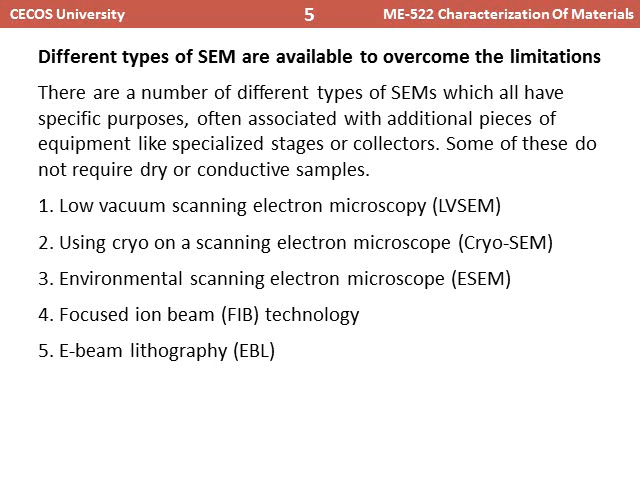 CECOS University 5 ME-522 Characterization Of Materials
Different types of SEM are available to overcome the limitations
There are a number of different types of SEMs which all have
specific purposes, often associated with additional pieces of
equipment like specialized stages or collectors. Some of these do
not require dry or conductive samples.
1. Low vacuum scanning electron microscopy (LVSEM)
2. Using cryo on a scanning electron microscope (Cryo-SEM)
3. Environmental scanning electron microscope (ESEM)
4. Focused ion beam (FIB) technology
5. E-beam lithography (EBL)